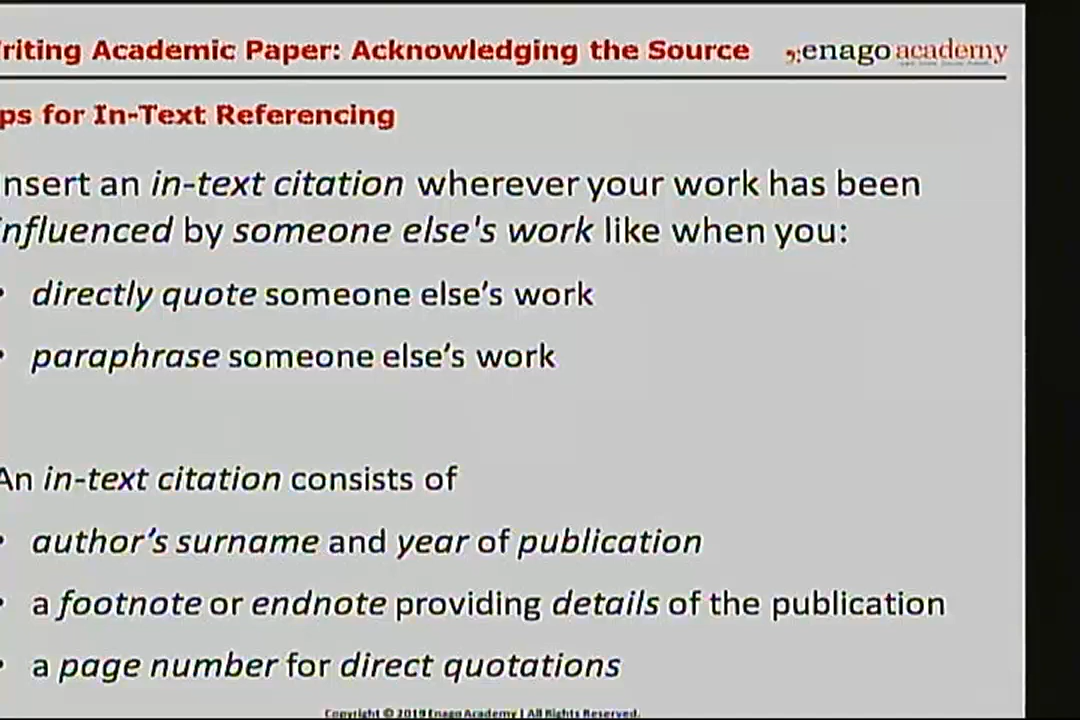 riting Academic Paper: Acknowledging the Source
enago academy
ps for In-Text Referencing
nsert an in-text citation wherever your work has been
influenced by someone else's work like when you:
• directly quote someone else's work
• paraphrase someone else's work
An in-text citation consists of
• author's surname and year of publication
• a footnote or endnote providing details of the publication
• a page number for direct quotations
Copyright © 2019 Enago Academy | All Rights Reserved.